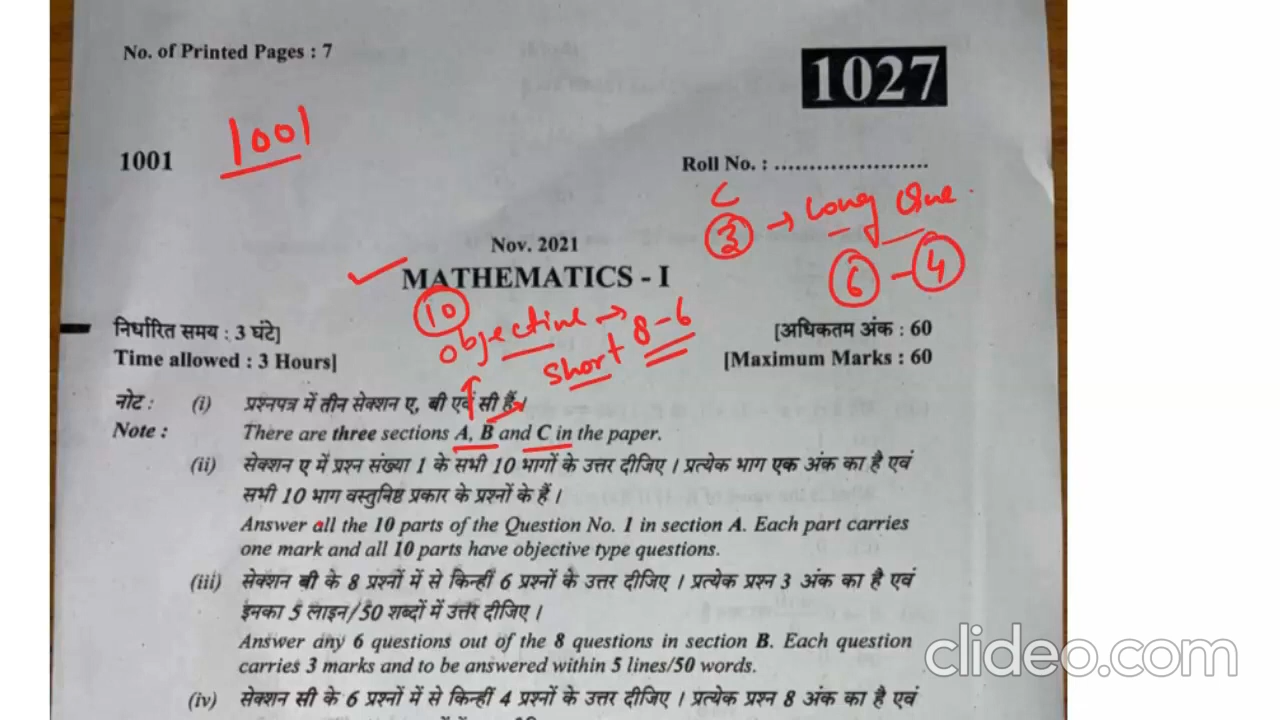 No. of Printed Pages : 7
1027
1001
1001
Roll No. : ......................
C
3 → Long Que.
Nov. 2021
6 - 4
MATHEMATICS - I
10
निर्धारित समय : 3 घंटे]
objective →
8-6
[अधिकतम अंक : 60
Time allowed : 3 Hours]
short
[Maximum Marks : 60
नोट : (i) प्रश्नपत्र में तीन सेक्शन ए, बी एवं सी हैं।
Note : There are three sections A, B and C in the paper.
(ii) सेक्शन ए में प्रश्न संख्या 1 के सभी 10 भागों के उत्तर दीजिए। प्रत्येक भाग एक अंक का है एवं
सभी 10 भाग वस्तुनिष्ठ प्रकार के प्रश्नों के हैं।
Answer all the 10 parts of the Question No. 1 in section A. Each part carries
one mark and all 10 parts have objective type questions.
(iii) सेक्शन बी के 8 प्रश्नों में से किन्हीं 6 प्रश्नों के उत्तर दीजिए। प्रत्येक प्रश्न 3 अंक का है एवं
इनका 5 लाइन/50 शब्दों में उत्तर दीजिए।
Answer any 6 questions out of the 8 questions in section B. Each question
carries 3 marks and to be answered within 5 lines/50 words.
(iv) सेक्शन सी के 6 प्रश्नों में से किन्हीं 4 प्रश्नों के उत्तर दीजिए। प्रत्येक प्रश्न 8 अंक का है एवं
clideo.com